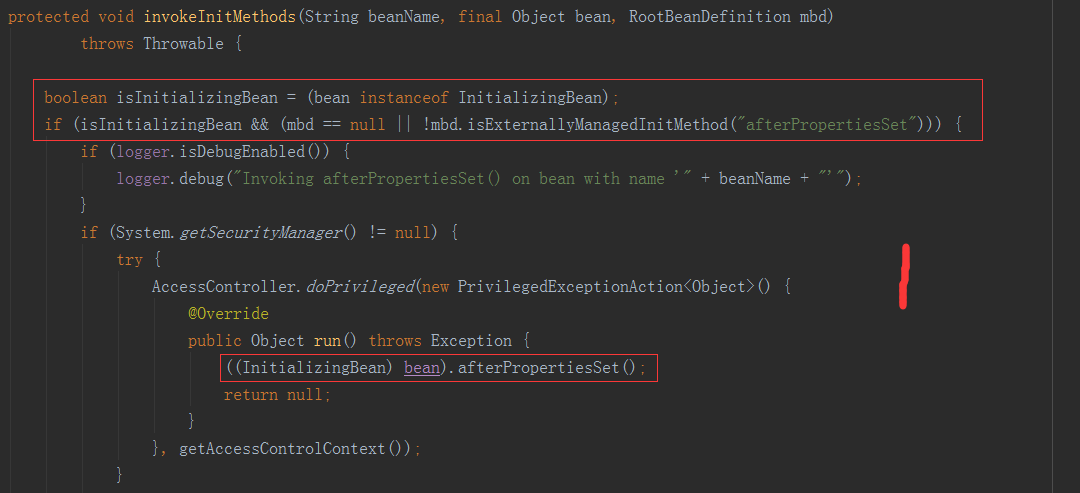 protected void invokeInitMethods(String beanName, final Object bean, RootBeanDefinition mbd)
throws Throwable {
boolean isInitializingBean = (bean instanceof InitializingBean);
if (isInitializingBean && (mbd == null || !mbd.isExternallyManagedInitMethod("afterPropertiesSet"))) {
if (logger.isDebugEnabled()) {
logger.debug("Invoking afterPropertiesSet() on bean with name '" + beanName + "'");
}
if (System.getSecurityManager() != null) {
try {
AccessController.doPrivileged(new PrivilegedExceptionAction<Object>() {
@Override
public Object run() throws Exception {
((InitializingBean) bean).afterPropertiesSet();
return null;
}
}, getAccessControlContext());
}